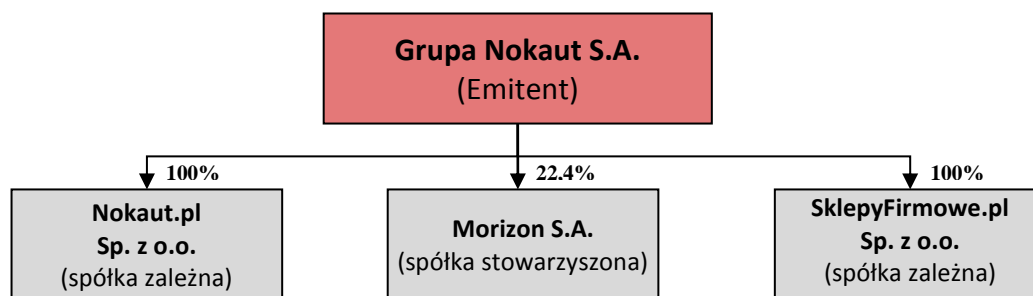 Grupa Nokaut S.A.
(Emitent)
100%
22.4%
100%
Nokaut.pl
Sp. z o.o.
(spółka zależna)
Morizon S.A.
(spółka stowarzyszona)
SklepyFirmowe.pl
Sp. z o.o.
(spółka zależna)